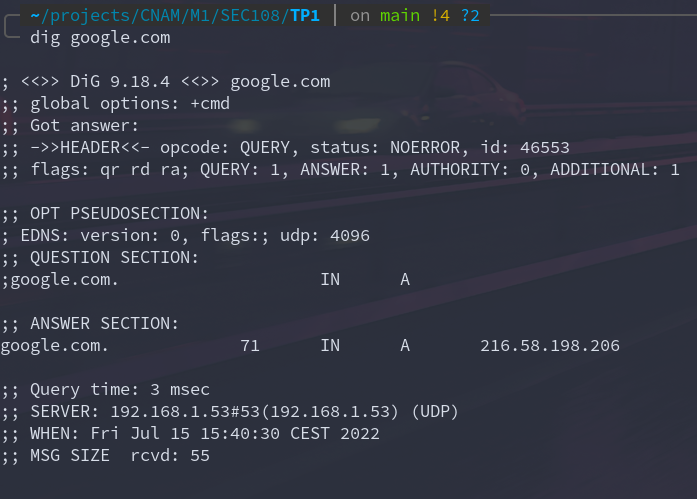 ~/projects/CNAM/M1/SEC108/TP1 | on main !4 ?2
dig google.com
; <<>> DiG 9.18.4 <<>> google.com
;; global options: +cmd
;; Got answer:
;; ->>HEADER<<- opcode: QUERY, status: NOERROR, id: 46553
;; flags: qr rd ra; QUERY: 1, ANSWER: 1, AUTHORITY: 0, ADDITIONAL: 1
;; OPT PSEUDOSECTION:
; EDNS: version: 0, flags:; udp: 4096
;; QUESTION SECTION:
;google.com. IN A
;; ANSWER SECTION:
google.com. 71 IN A 216.58.198.206
;; Query time: 3 msec
;; SERVER: 192.168.1.53#53(192.168.1.53) (UDP)
;; WHEN: Fri Jul 15 15:40:30 CEST 2022
;; MSG SIZE  rcvd: 55